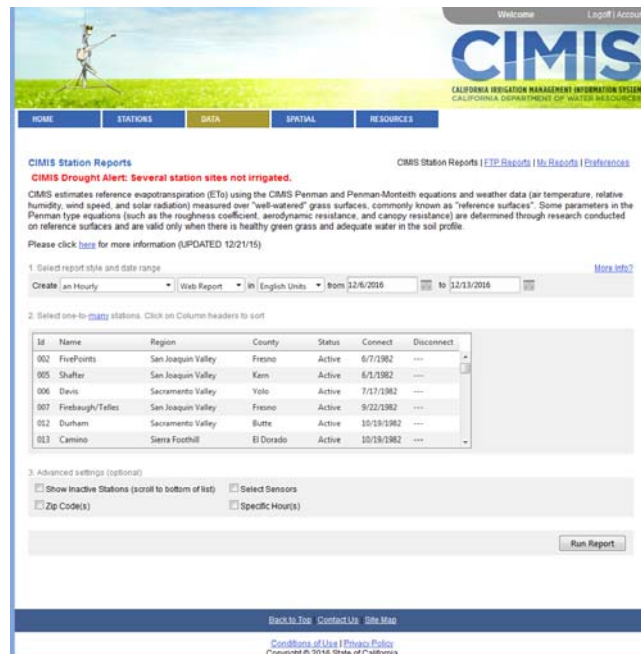 Welcome Logoff | Accou
CIMIS
CALIFORNIA IRRIGATION MANAGEMENT INFORMATION SYSTEM
CALIFORNIA DEPARTMENT OF WATER RESOURCES
HOME STATIONS DATA SPATIAL RESOURCES
CIMIS Station Reports CIMIS Station Reports | FTP Reports | My Reports | Preferences
CIMIS Drought Alert: Several station sites not irrigated.
CIMIS estimates reference evapotranspiration (ETo) using the CIMIS Penman and Penman-Monteith equations and weather data (air temperature, relative
humidity, wind speed, and solar radiation) measured over "well-watered" grass surfaces, commonly known as "reference surfaces". Some parameters in the
Penman type equations (such as the roughness coefficient, aerodynamic resistance, and canopy resistance) are determined through research conducted
on reference surfaces and are valid only when there is healthy green grass and adequate water in the soil profile.
Please click here for more information (UPDATED 12/21/15)
1. Select report style and date range More Info?
Create an Hourly Web Report in English Units from 12/6/2016 to 12/13/2016
2. Select one-to-many stations. Click on Column headers to sort
Id Name Region County Status Connect Disconnect
002 FivePoints San Joaquin Valley Fresno Active 6/7/1982 ---
005 Shafter San Joaquin Valley Kern Active 6/1/1982 ---
006 Davis Sacramento Valley Yolo Active 7/17/1982 ---
007 Firebaugh/Telles San Joaquin Valley Fresno Active 9/22/1982 ---
012 Durham Sacramento Valley Butte Active 10/19/1982 ---
013 Camino Sierra Foothill El Dorado Active 10/19/1982 ---
3. Advanced settings (optional)
Show Inactive Stations (scroll to bottom of list) Select Sensors
Zip Code(s) Specific Hour(s)
Run Report
Back to Top | Contact Us | Site Map
Conditions of Use | Privacy Policy
Copyright © 2016 State of California